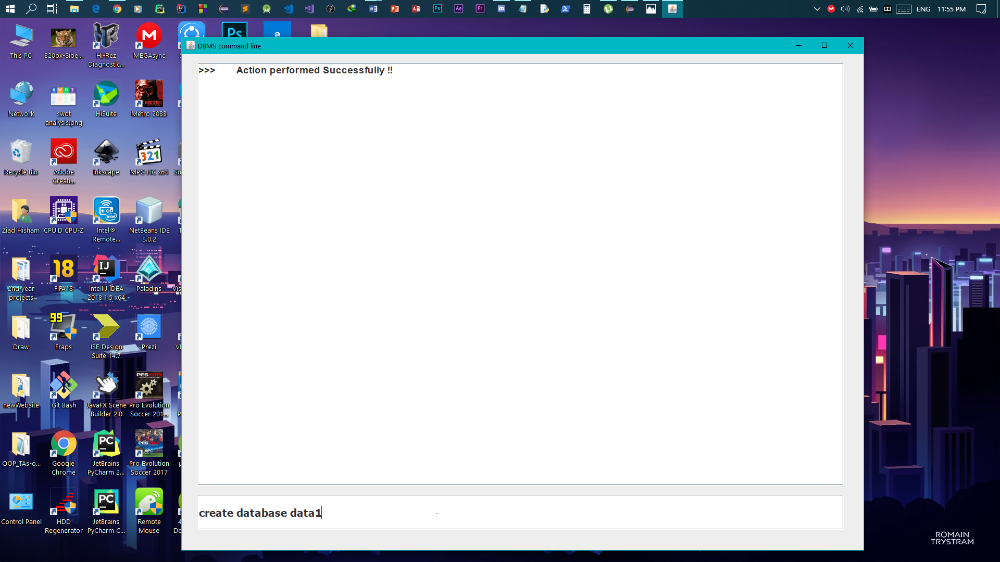 ENG 11:55 PM
DBMS command line
>>> Action performed Successfully !!
create database data1
This PC
320px-Sibe...
Hi-Rez
Diagnostic...
MEGAsync
Network
swot
analysis.png
HiSuite
Metro 2033
Recycle Bin
Adobe
Creati...
Inkscape
MPC-HC x64
Ziad Hisham
CPUID CPU-Z
Intel®
Remote...
NetBeans IDE
8.0.2
2nd year
projects
FIFA18
IntelliJ IDEA
2018.1.5 x64
Paladins
Draw
Fraps
ISE Design
Suite 14.7
Prezi
newWebsite
Git Bash
JavaFX Scene
Builder 2.0
Pro Evolution
Soccer 201...
OOP_TAs-o...
Google
Chrome
JetBrains
PyCharm 2...
Pro Evolution
Soccer 2017
Control Panel
HDD
Regenerator
JetBrains
PyCharm C...
Remote
Mouse
ROMAIN
TRYSTRAM